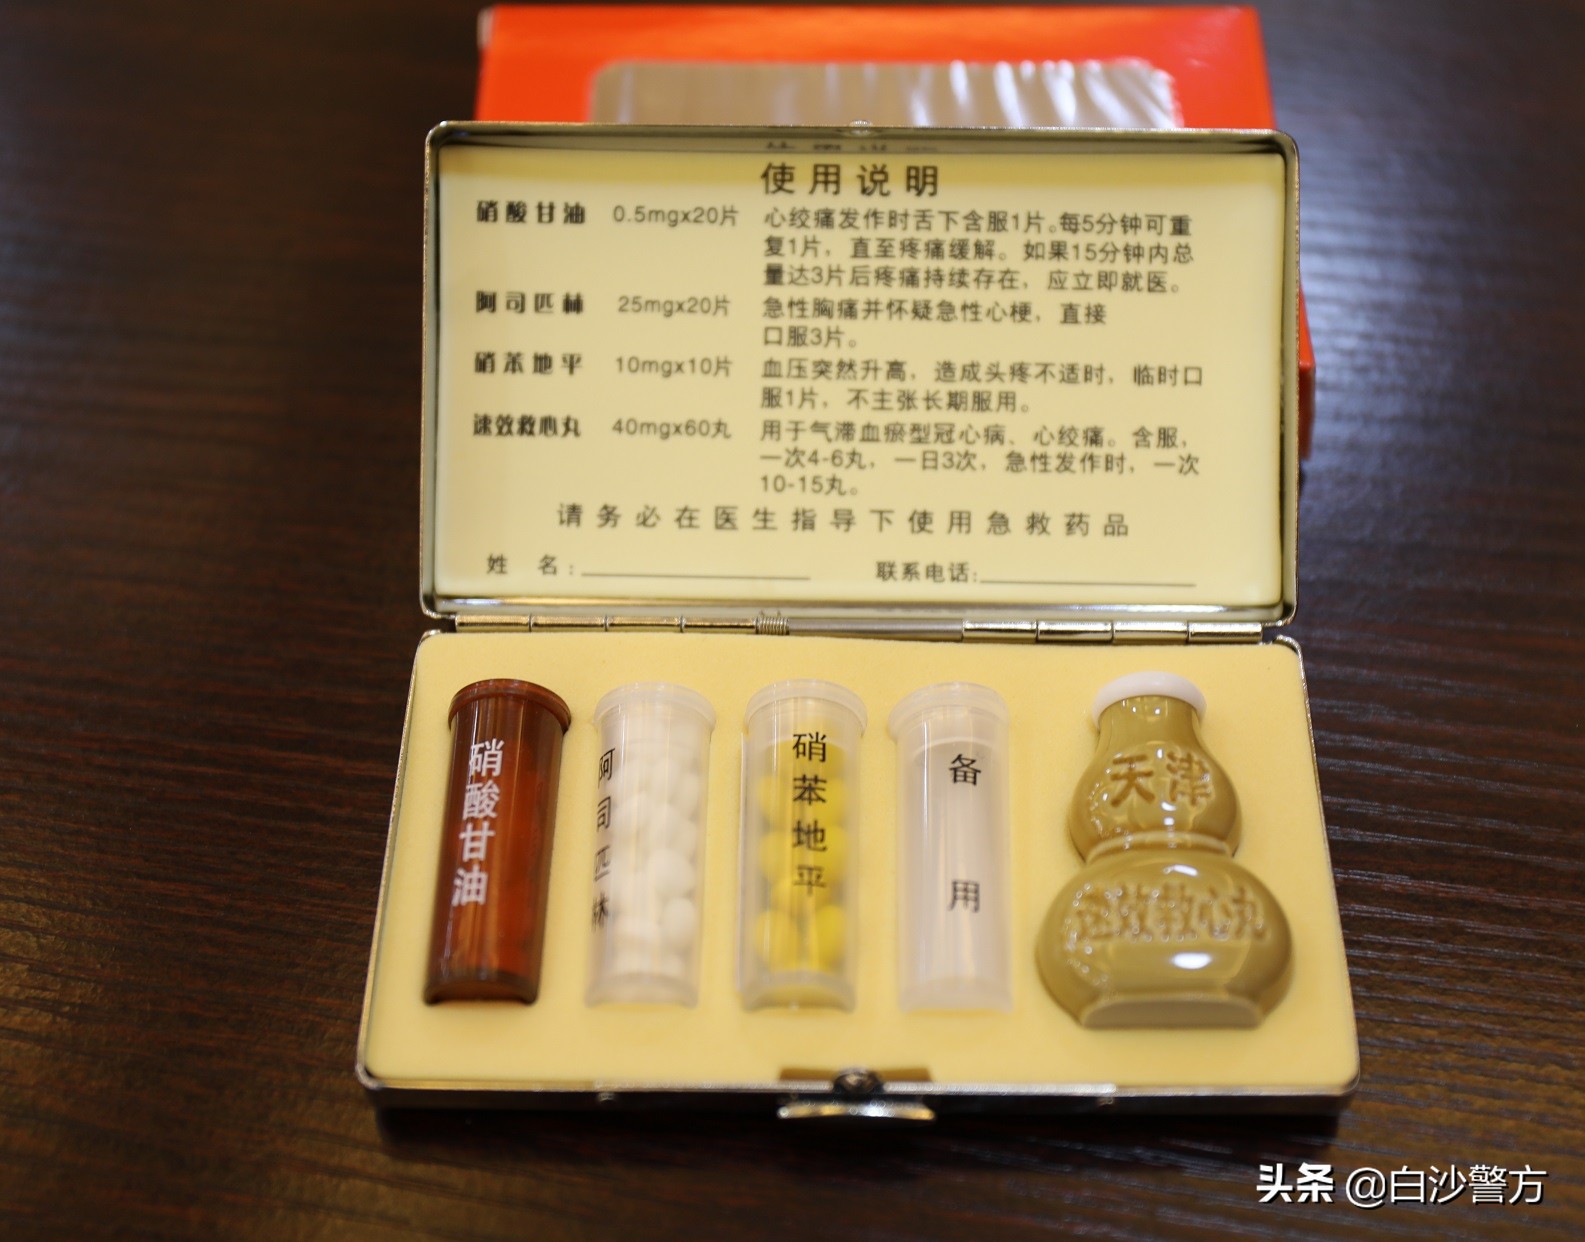 使用说明
硝酸甘油 0.5mgx20片 心绞痛发作时舌下含服1片。每5分钟可重
复1片，直至疼痛缓解。如果15分钟内总
量达3片后疼痛持续存在，应立即就医。
阿司匹林 25mgx20片 急性胸痛并怀疑急性心梗，直接
口服3片。
硝苯地平 10mgx10片 血压突然升高，造成头疼不适时，临时口
服1片，不主张长期服用。
速效救心丸 40mgx60丸 用于气滞血瘀型冠心病、心绞痛。含服，
一次4-6丸，一日3次，急性发作时，一次
10-15丸。
请务必在医生指导下使用急救药品
姓 名：
联系电话:
硝酸甘油
阿司匹林
硝苯地平
备用
天津
速效救心丸
头条 @白沙警方